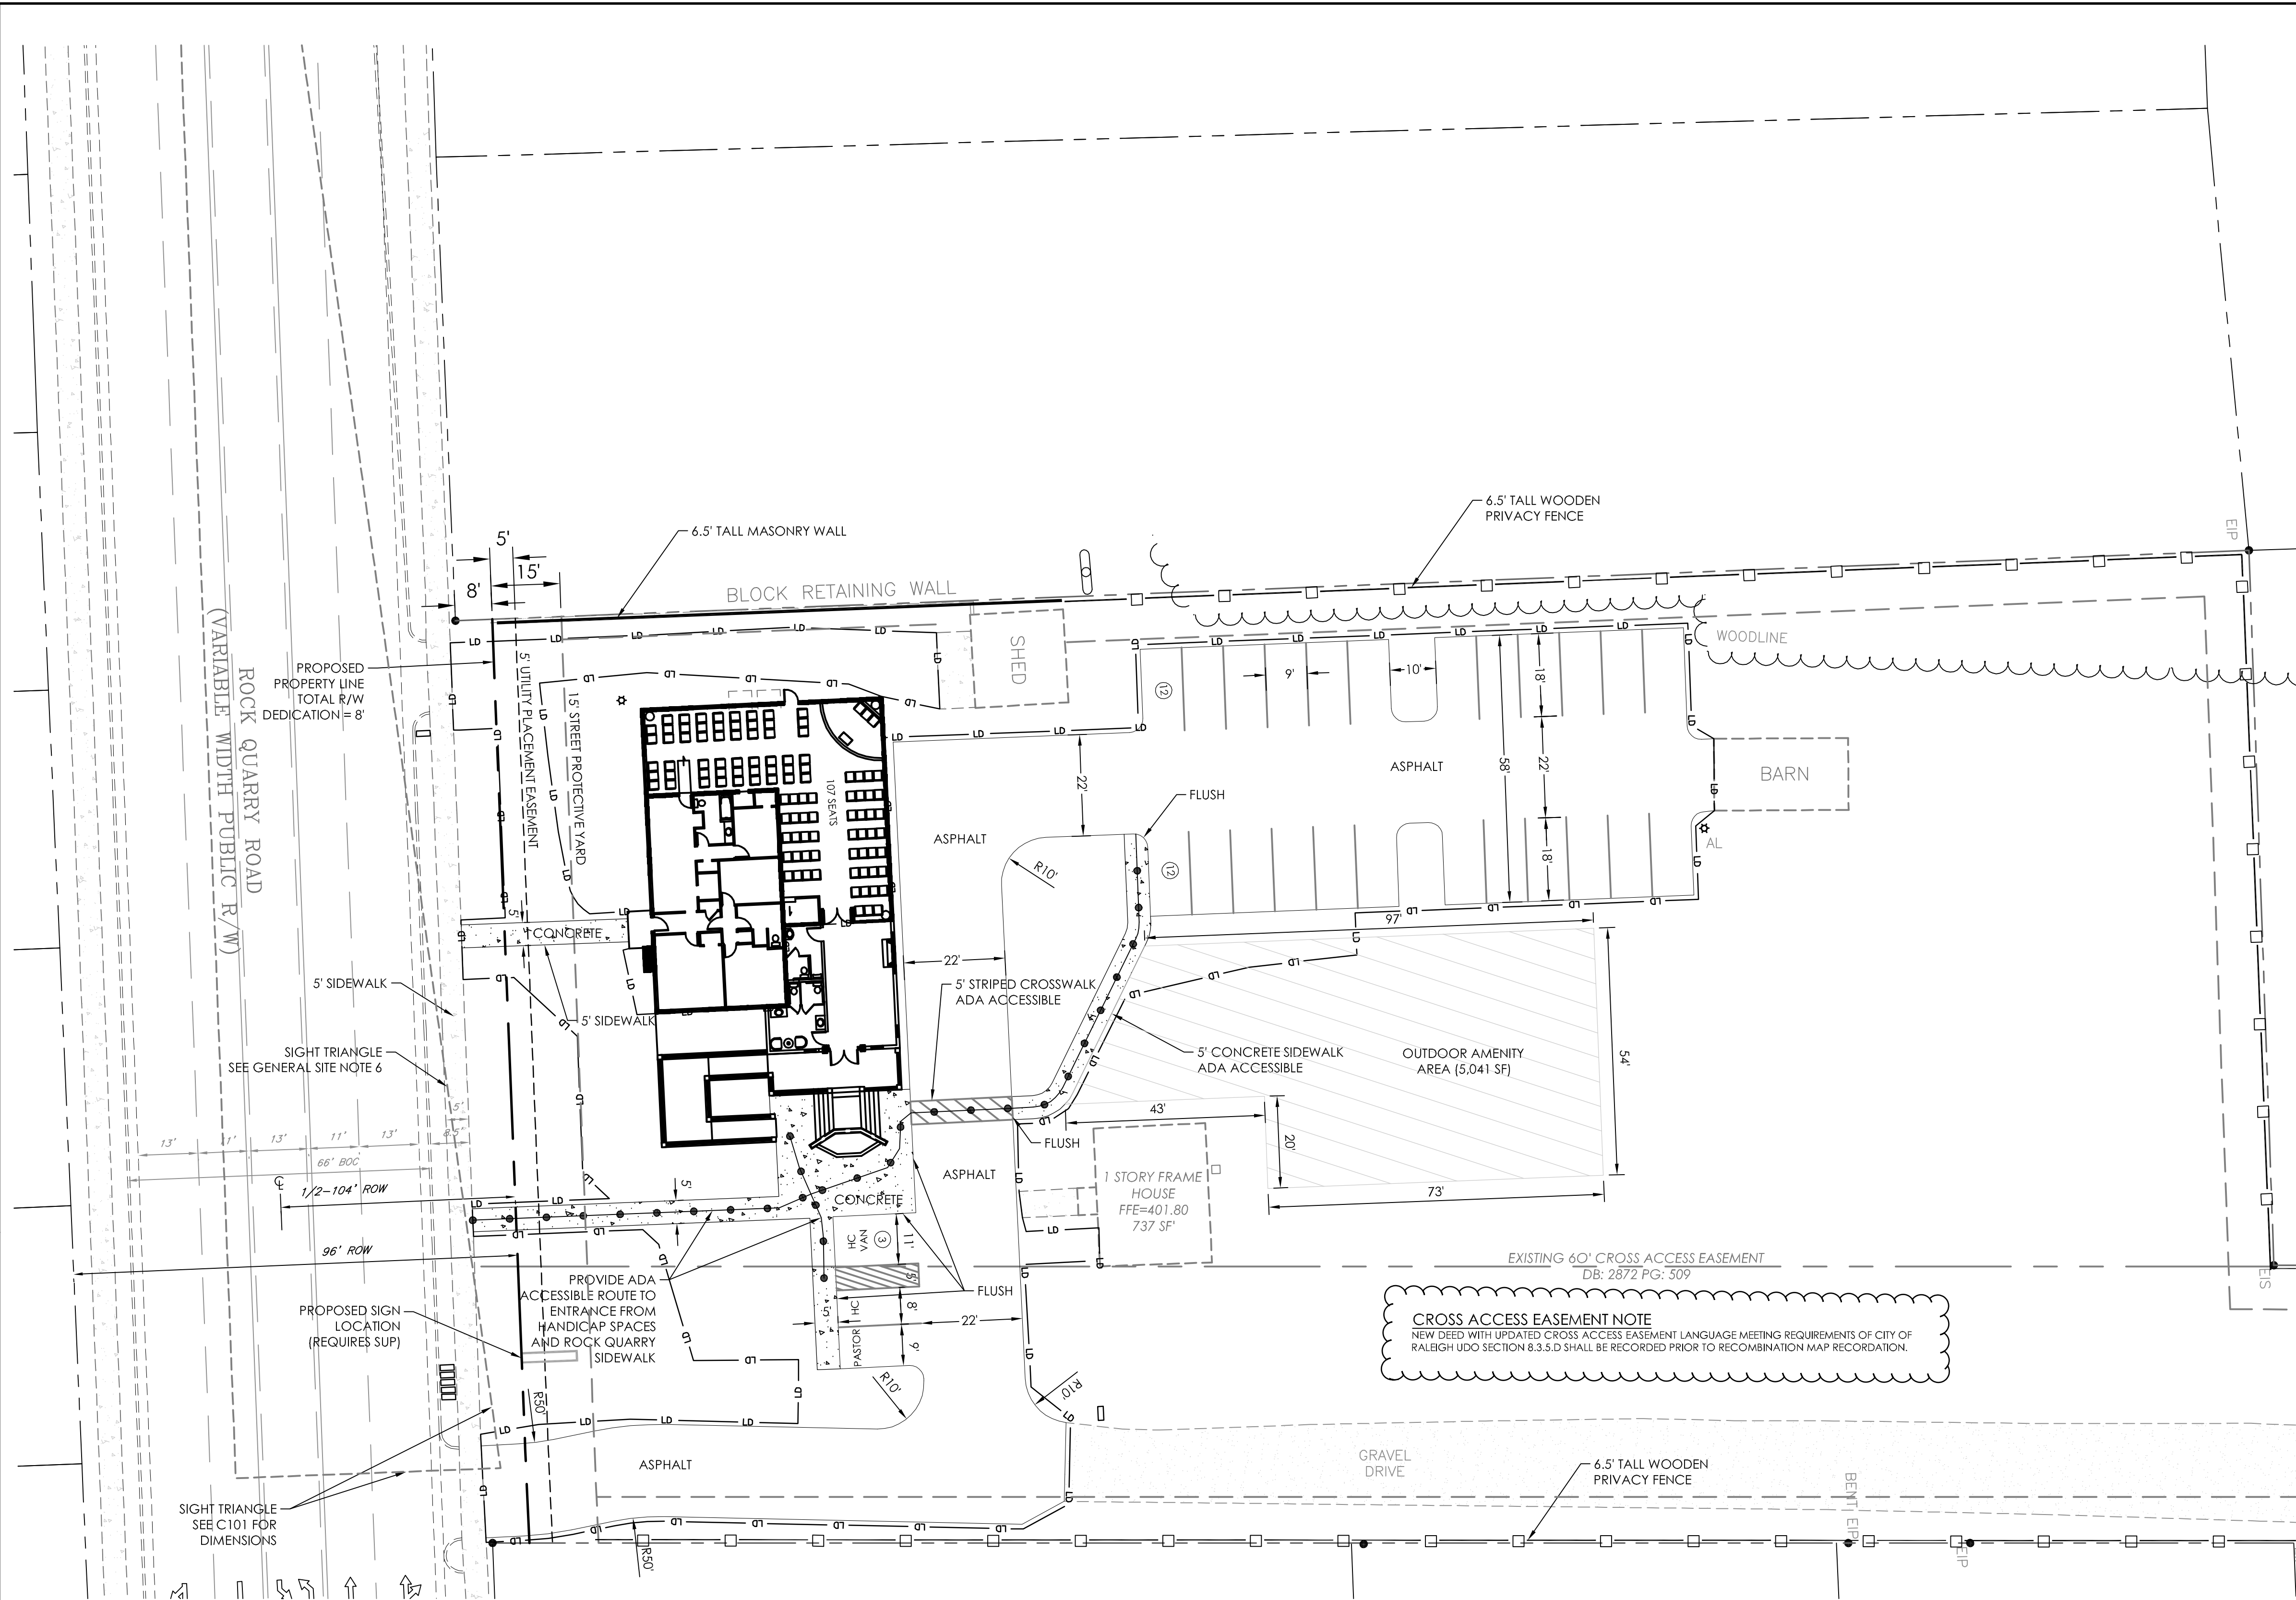 6.5' TALL WOODEN
PRIVACY FENCE
6.5' TALL MASONRY WALL
EIP
5'
15'
8'
BLOCK RETAINING WALL
LD
SHED
WOODLINE
PROPOSED
PROPERTY LINE
TOTAL R/W
DEDICATION = 8'
5' UTILITY PLACEMENT EASEMENT
15' STREET PROTECTIVE YARD
ROCK QUARRY ROAD
(VARIABLE WIDTH PUBLIC R/W)
12
9'
10'
18'
22'
58'
18'
22'
ASPHALT
BARN
107 SEATS
FLUSH
ASPHALT
AL
R10'
12
97'
5'
CONCRETE
22'
5' STRIPED CROSSWALK
ADA ACCESSIBLE
5' SIDEWALK
5' SIDEWALK
SIGHT TRIANGLE
SEE GENERAL SITE NOTE 6
5' CONCRETE SIDEWALK
ADA ACCESSIBLE
OUTDOOR AMENITY
AREA (5,041 SF)
54'
43'
20'
73'
FLUSH
13'
11'
13'
11'
13'
5'
8.5'
66' BOC
1/2-104' ROW
96' ROW
5'
CONCRETE
ASPHALT
1 STORY FRAME
HOUSE
FFE=401.80
737 SF'
HC
VAN
3
11'
5'
PROVIDE ADA
ACCESSIBLE ROUTE TO
ENTRANCE FROM
HANDICAP SPACES
AND ROCK QUARRY
SIDEWALK
FLUSH
5'
HC
8'
22'
PASTOR
9'
EXISTING 60' CROSS ACCESS EASEMENT
DB: 2872 PG: 509
EIS
PROPOSED SIGN
LOCATION
(REQUIRES SUP)
CROSS ACCESS EASEMENT NOTE
NEW DEED WITH UPDATED CROSS ACCESS EASEMENT LANGUAGE MEETING REQUIREMENTS OF CITY OF
RALEIGH UDO SECTION 8.3.5.D SHALL BE RECORDED PRIOR TO RECOMBINATION MAP RECORDATION.
R50'
R10'
R10'
ASPHALT
GRAVEL
DRIVE
6.5' TALL WOODEN
PRIVACY FENCE
BENT EIP
EIP
SIGHT TRIANGLE
SEE C101 FOR
DIMENSIONS
R50'